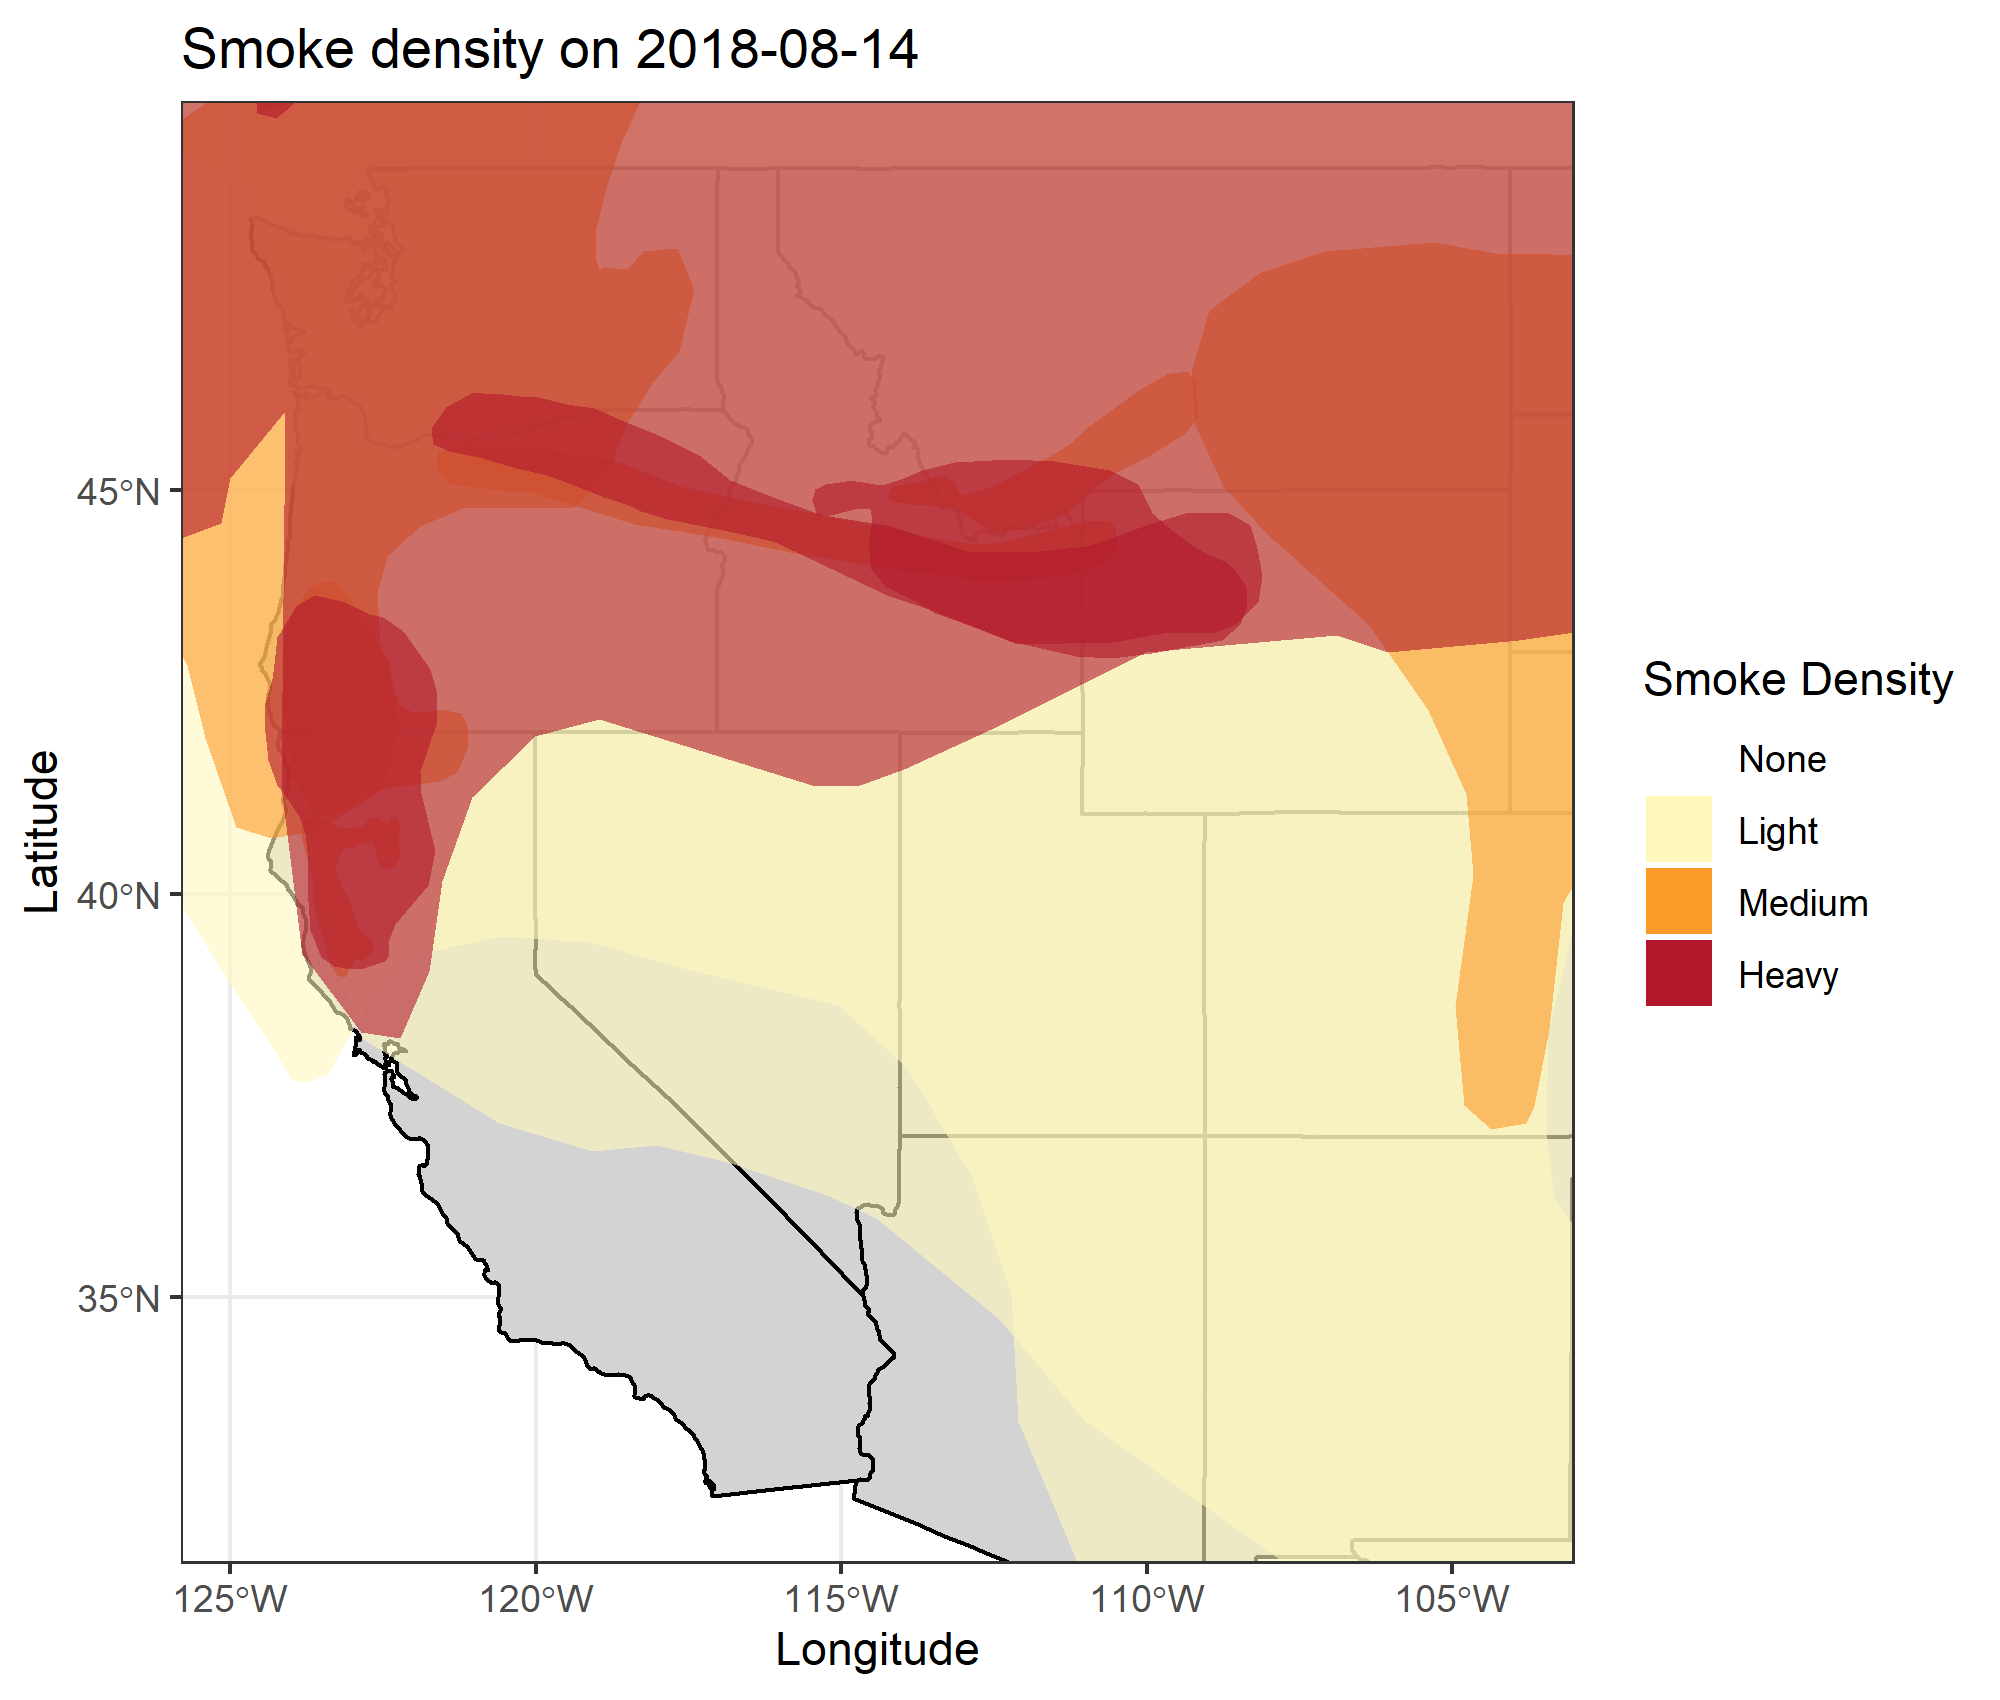 Smoke density on 2018-08-14
45°N
40°N
35°N
125°W
120°W
115°W
110°W
105°W
Longitude
Latitude
Smoke Density
None
Light
Medium
Heavy